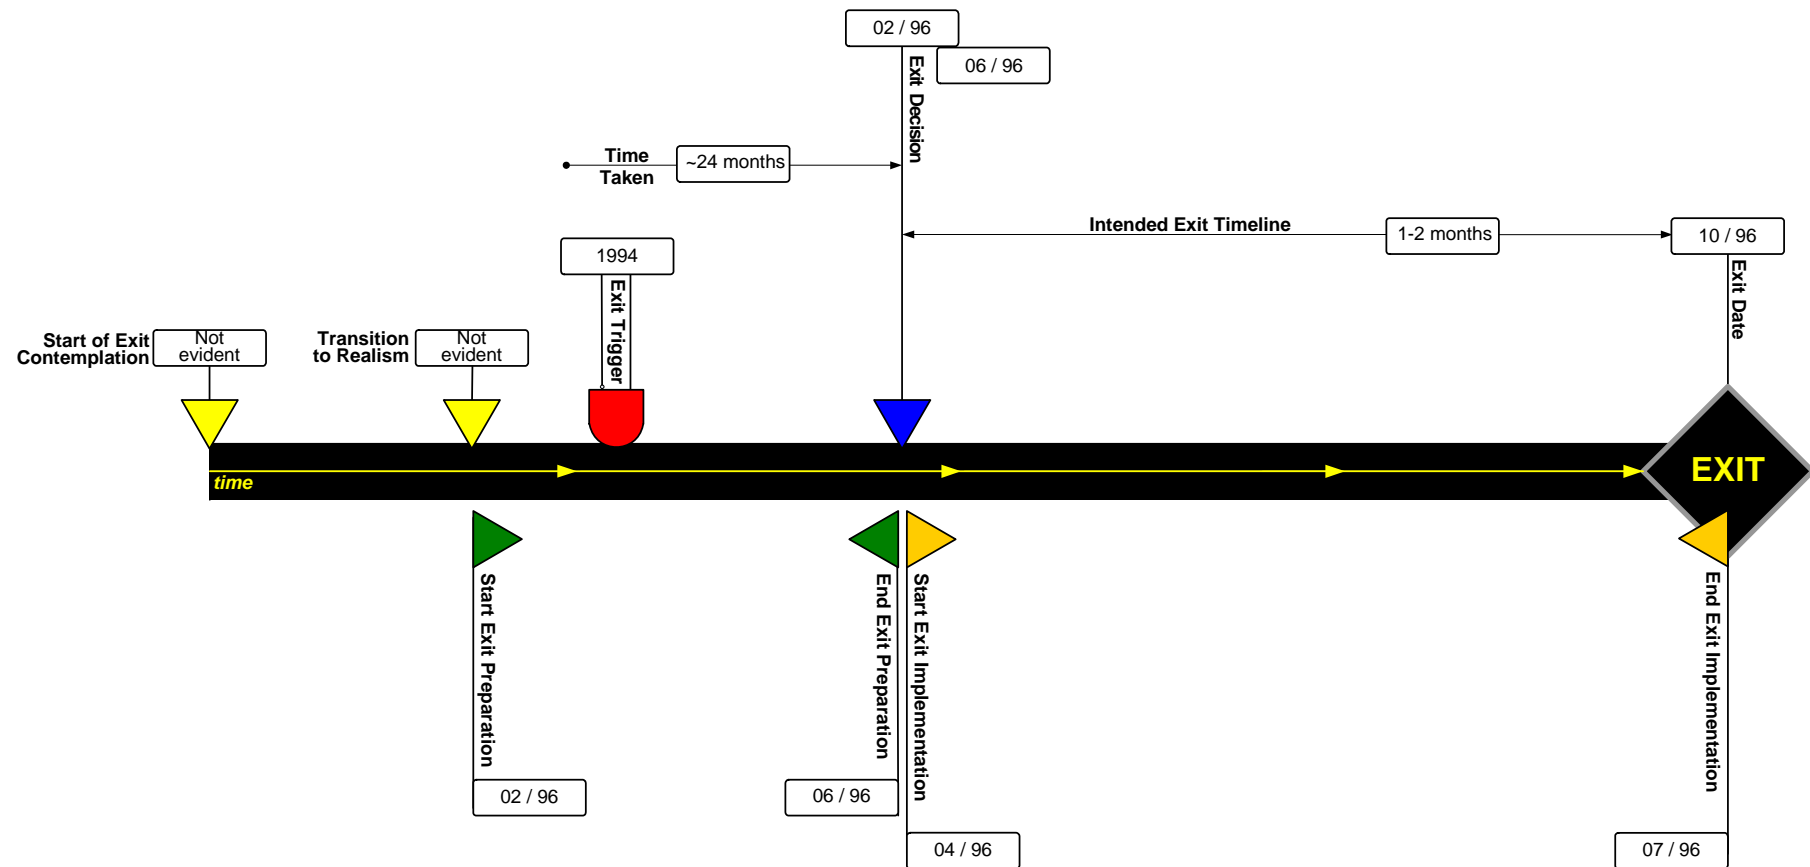 02 / 96
06 / 96
Exit Decision
Time
Taken
~24 months
Intended Exit Timeline
1-2 months
10 / 96
Exit Date
1994
Exit Trigger
Start of Exit
Contemplation
Not
evident
Transition
to Realism
Not
evident
time
EXIT
Start Exit Preparation
End Exit Preparation
Start Exit Implementation
End Exit Implementation
02 / 96
06 / 96
04 / 96
07 / 96